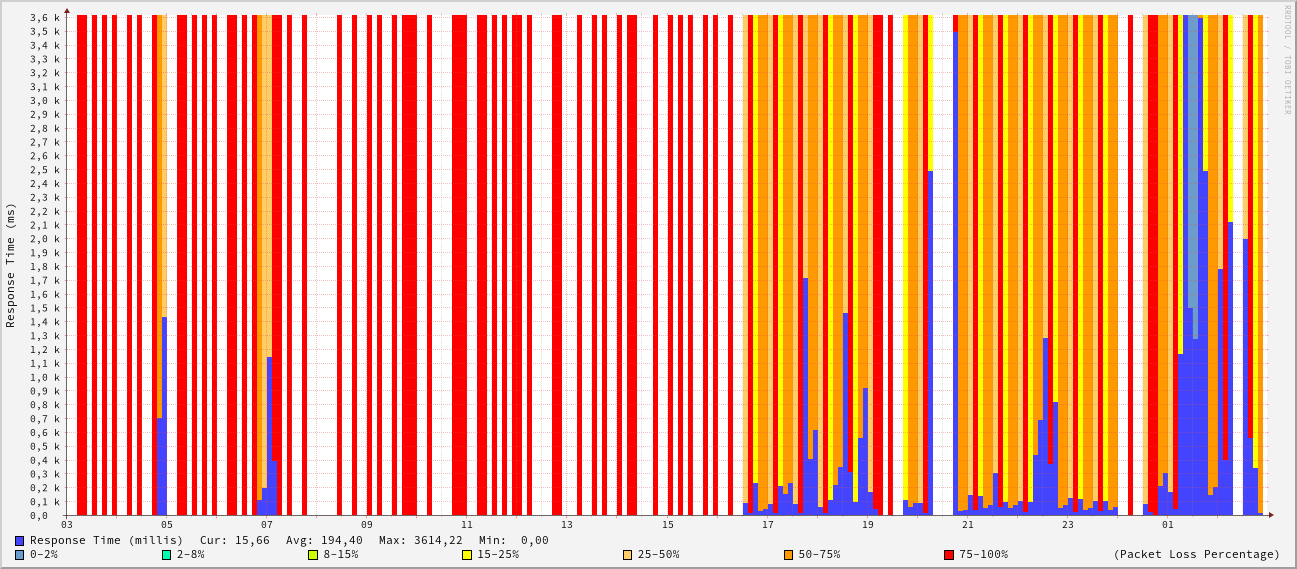 RRDTOOL / TOBI OETIKER
Response Time (ms)
3,6 k
3,5 k
3,4 k
3,3 k
3,2 k
3,1 k
3,0 k
2,9 k
2,8 k
2,7 k
2,6 k
2,5 k
2,4 k
2,3 k
2,2 k
2,1 k
2,0 k
1,9 k
1,8 k
1,7 k
1,6 k
1,5 k
1,4 k
1,3 k
1,2 k
1,1 k
1,0 k
0,9 k
0,8 k
0,7 k
0,6 k
0,5 k
0,4 k
0,3 k
0,2 k
0,1 k
0,0
03 05 07 09 11 13 15 17 19 21 23 01
Response Time (millis) Cur: 15,66 Avg: 194,40 Max: 3614,22 Min: 0,00
0-2% 2-8% 8-15% 15-25% 25-50% 50-75% 75-100% (Packet Loss Percentage)